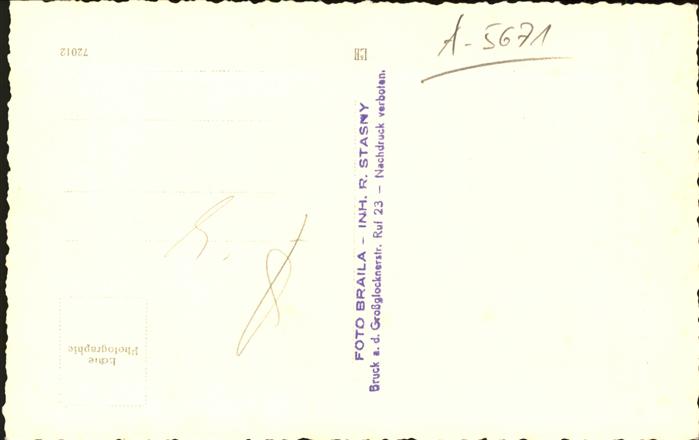 A-5671
72012
FOTO BRAILA - INH. R. STASNY
Bruck a. d. Großglocknerstr. Ruf 23 - Nachdruck verboten.
Echte
Photographie